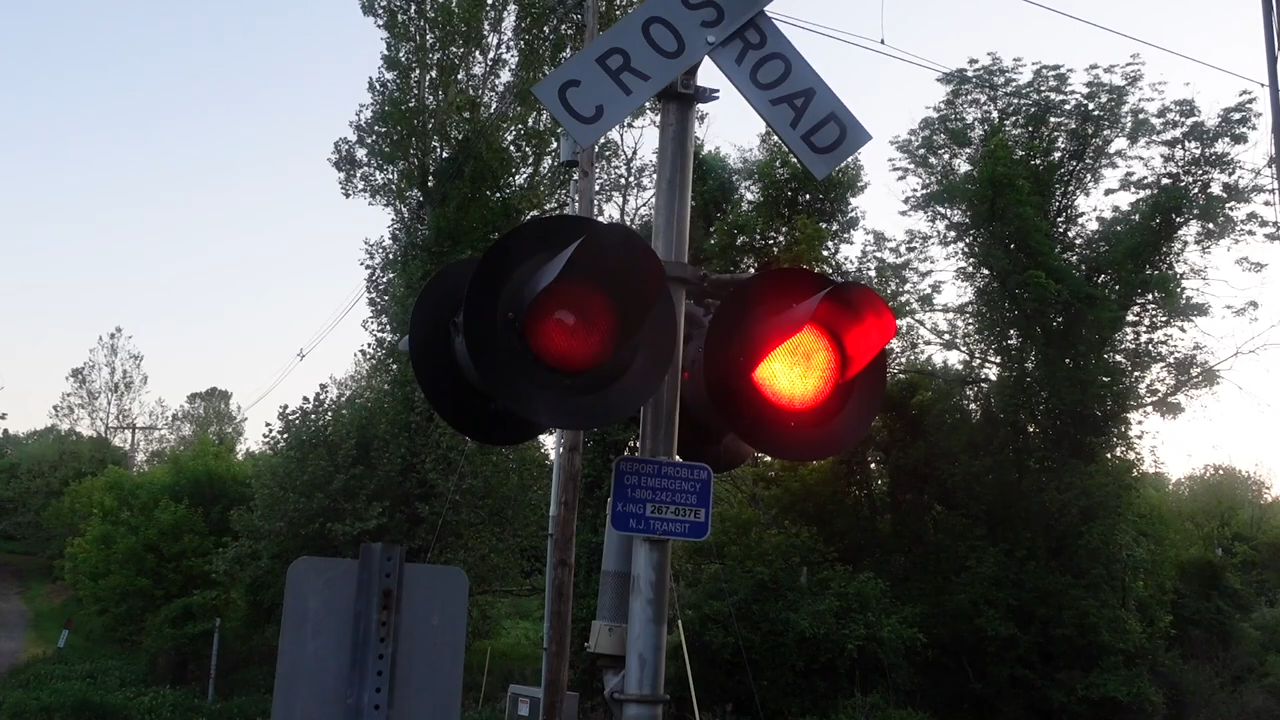 CROS
ROAD
REPORT PROBLEM
OR EMERGENCY
1-800-242-0236
X-ING 267-037E
N.J. TRANSIT